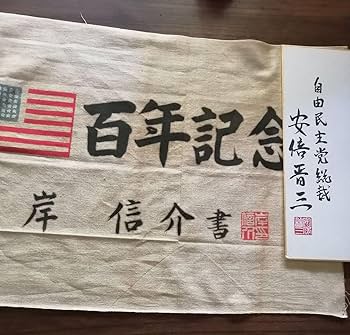 百年記念
岸 信介書
自由民主党総裁
安倍晋三